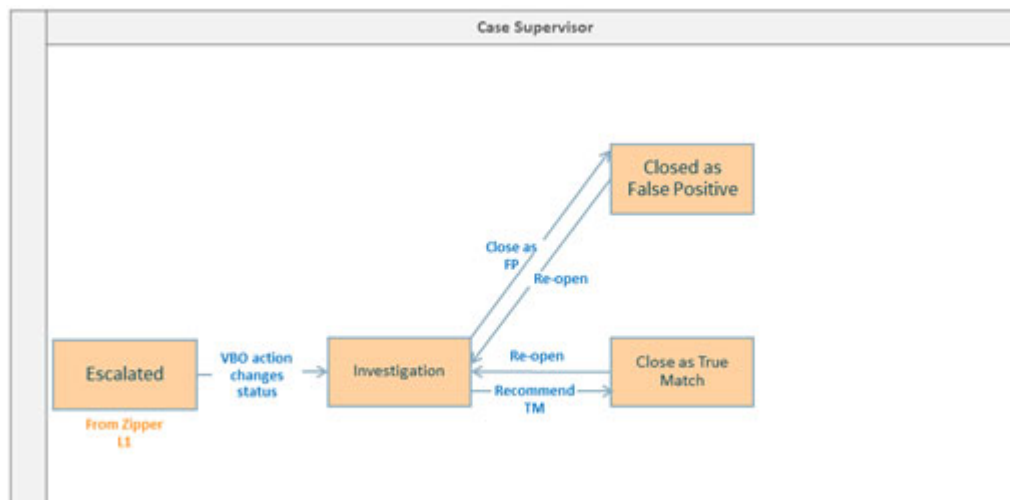 Case Supervisor
Closed as
False Positive
Close as
FP
Re-open
Escalated
VBO action
changes
status
Investigation
Re-open
Recommend
TM
Close as True
Match
From Zipper
L1